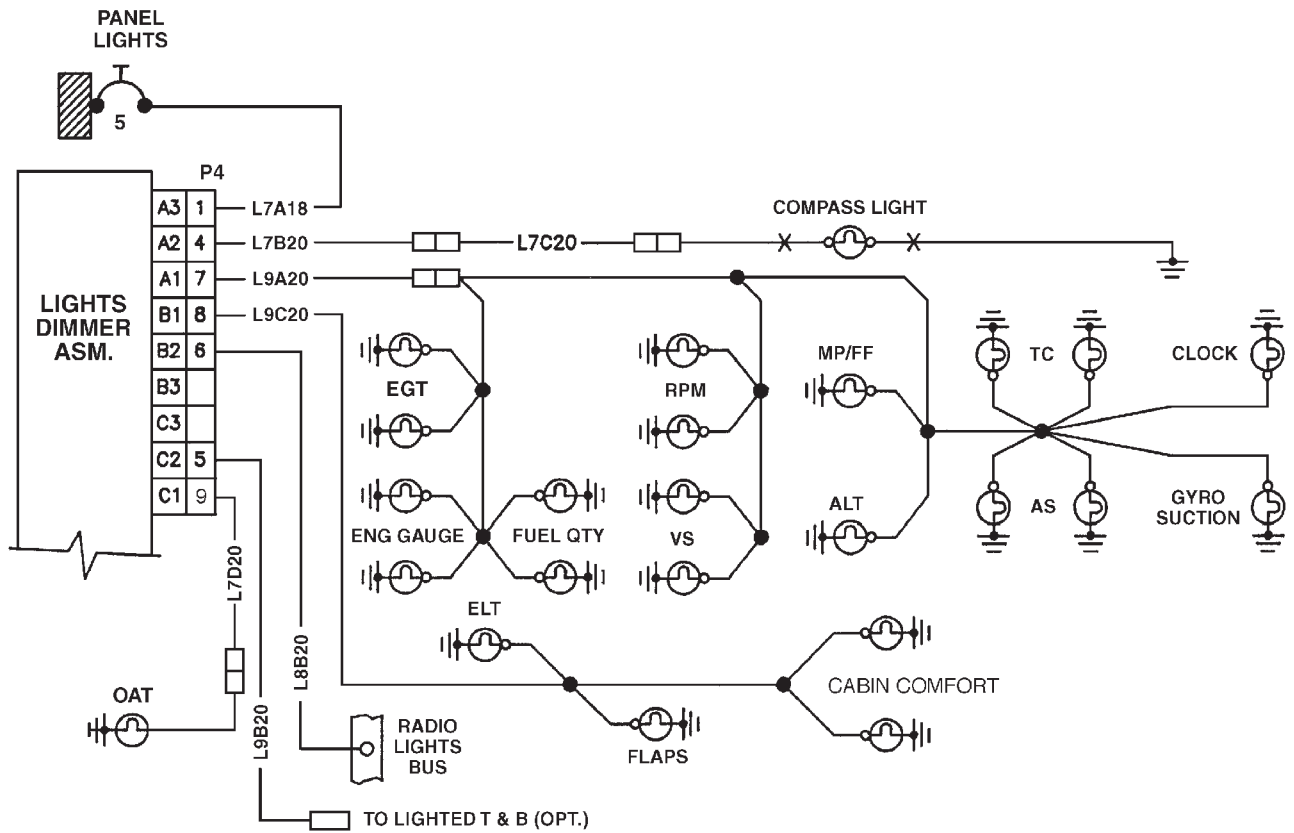 PANEL
LIGHTS
5
P4
A3 1 L7A18
A2 4 L7B20 L7C20
COMPASS LIGHT
A1 7 L9A20
B1 8 L9C20
B2 6
B3
C3
C2 5
C1 9
LIGHTS
DIMMER
ASM.
EGT
RPM
MP/FF
TC
CLOCK
ENG GAUGE
FUEL QTY
VS
ALT
AS
GYRO
SUCTION
L7D20
L8B20
L9B20
ELT
FLAPS
CABIN COMFORT
OAT
RADIO
LIGHTS
BUS
TO LIGHTED T & B (OPT.)